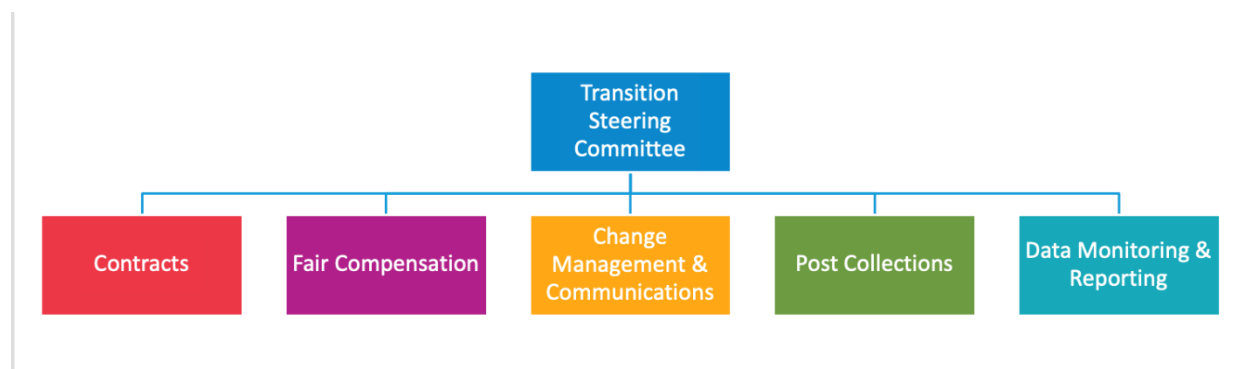 Transition
Steering
Committee
Contracts
Fair Compensation
Change
Management &
Communications
Post Collections
Data Monitoring &
Reporting